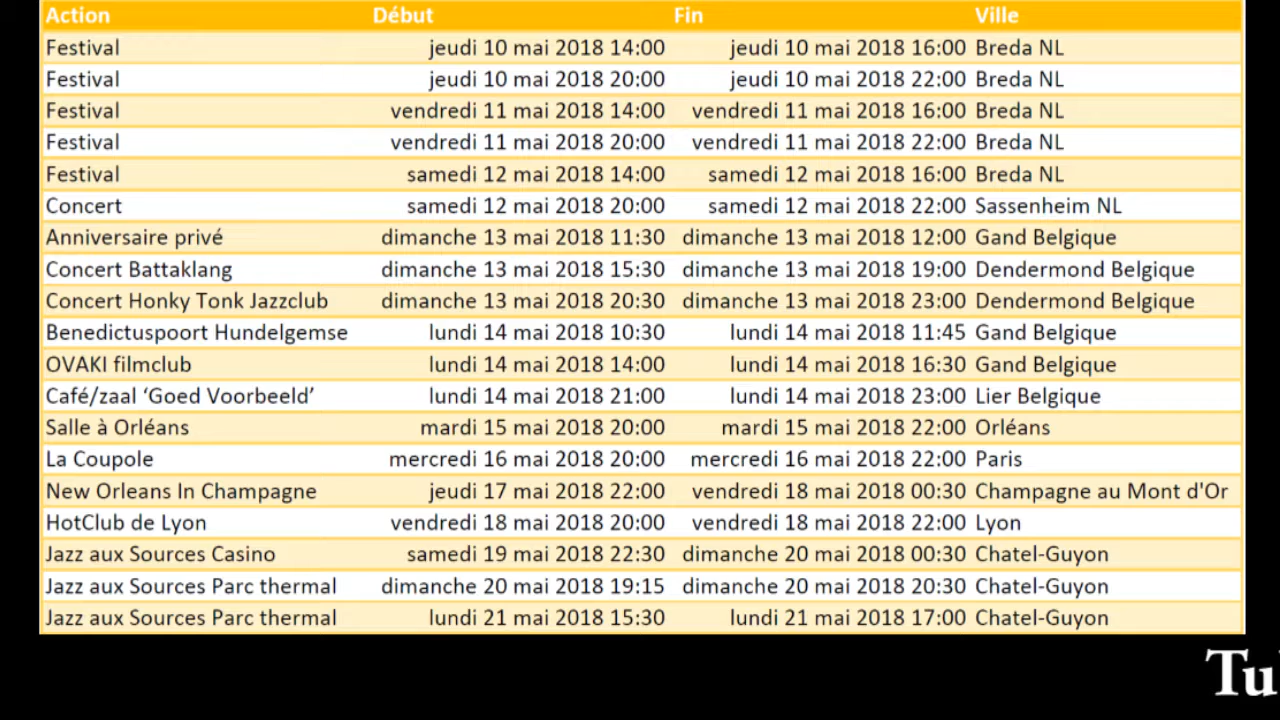 Action Début Fin Ville
Festival jeudi 10 mai 2018 14:00 jeudi 10 mai 2018 16:00 Breda NL
Festival jeudi 10 mai 2018 20:00 jeudi 10 mai 2018 22:00 Breda NL
Festival vendredi 11 mai 2018 14:00 vendredi 11 mai 2018 16:00 Breda NL
Festival vendredi 11 mai 2018 20:00 vendredi 11 mai 2018 22:00 Breda NL
Festival samedi 12 mai 2018 14:00 samedi 12 mai 2018 16:00 Breda NL
Concert samedi 12 mai 2018 20:00 samedi 12 mai 2018 22:00 Sassenheim NL
Anniversaire privé dimanche 13 mai 2018 11:30 dimanche 13 mai 2018 12:00 Gand Belgique
Concert Battaklang dimanche 13 mai 2018 15:30 dimanche 13 mai 2018 19:00 Dendermond Belgique
Concert Honky Tonk Jazzclub dimanche 13 mai 2018 20:30 dimanche 13 mai 2018 23:00 Dendermond Belgique
Benedictuspoort Hundelgemse lundi 14 mai 2018 10:30 lundi 14 mai 2018 11:45 Gand Belgique
OVAKI filmclub lundi 14 mai 2018 14:00 lundi 14 mai 2018 16:30 Gand Belgique
Café/zaal ‘Goed Voorbeeld’ lundi 14 mai 2018 21:00 lundi 14 mai 2018 23:00 Lier Belgique
Salle à Orléans mardi 15 mai 2018 20:00 mardi 15 mai 2018 22:00 Orléans
La Coupole mercredi 16 mai 2018 20:00 mercredi 16 mai 2018 22:00 Paris
New Orleans In Champagne jeudi 17 mai 2018 22:00 vendredi 18 mai 2018 00:30 Champagne au Mont d'Or
HotClub de Lyon vendredi 18 mai 2018 20:00 vendredi 18 mai 2018 22:00 Lyon
Jazz aux Sources Casino samedi 19 mai 2018 22:30 dimanche 20 mai 2018 00:30 Chatel-Guyon
Jazz aux Sources Parc thermal dimanche 20 mai 2018 19:15 dimanche 20 mai 2018 20:30 Chatel-Guyon
Jazz aux Sources Parc thermal lundi 21 mai 2018 15:30 lundi 21 mai 2018 17:00 Chatel-Guyon